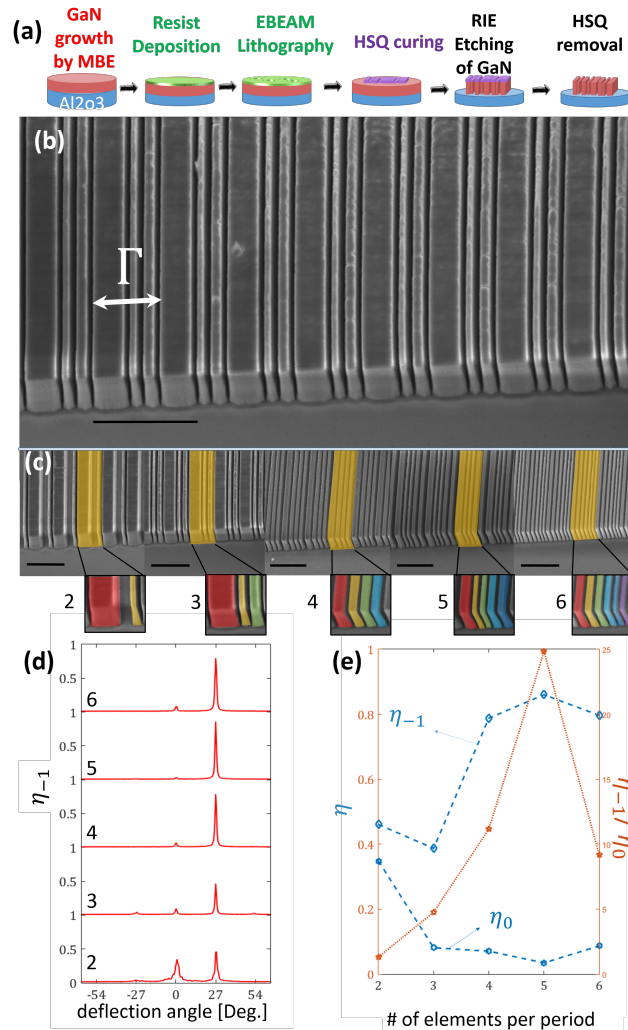 (a)
GaN growth by MBE
Resist Deposition
EBEAM Lithography
HSQ curing
RIE Etching of GaN
HSQ removal
Al2o3
(b)
Γ
(c)
2
3
4
5
6
(d)
1
6
0.5
1
5
0.5
1
4
0.5
1
3
0.5
1
2
0.5
0
η₋₁
-54
-27
0
27
54
deflection angle [Deg.]
(e)
1
0.8
0.6
0.4
0.2
0
η
η₋₁
η₀
25
20
15
10
5
0
η₋₁/η₀
2
3
4
5
6
# of elements per period